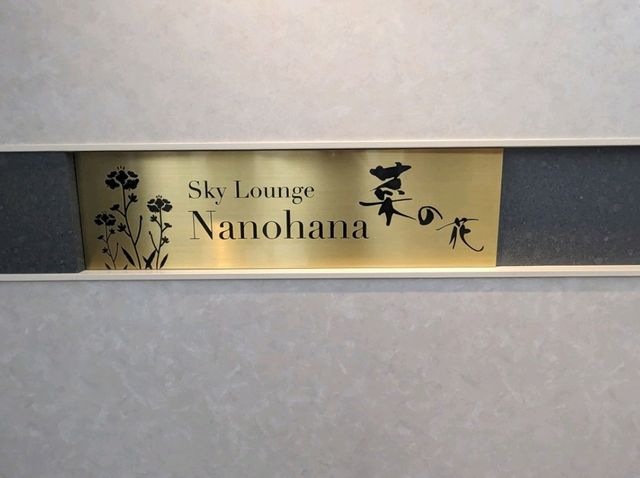 Sky Lounge
Nanohana
菜の花